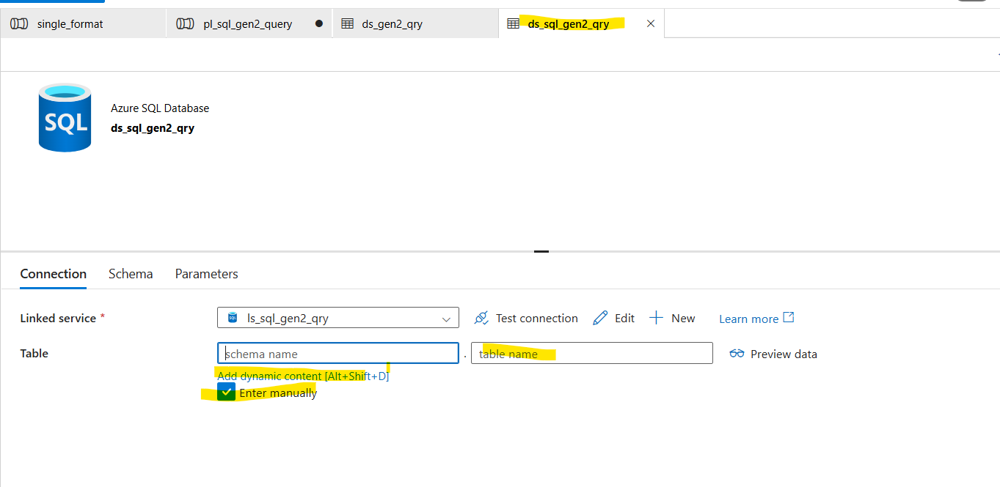 single_format pl_sql_gen2_query ds_gen2_qry ds_sql_gen2_qry
SQL
Azure SQL Database
ds_sql_gen2_qry
Connection Schema Parameters
Linked service * SQL ls_sql_gen2_qry Test connection Edit New Learn more
Table schema name . table name Preview data
Add dynamic content [Alt+Shift+D]
Enter manually